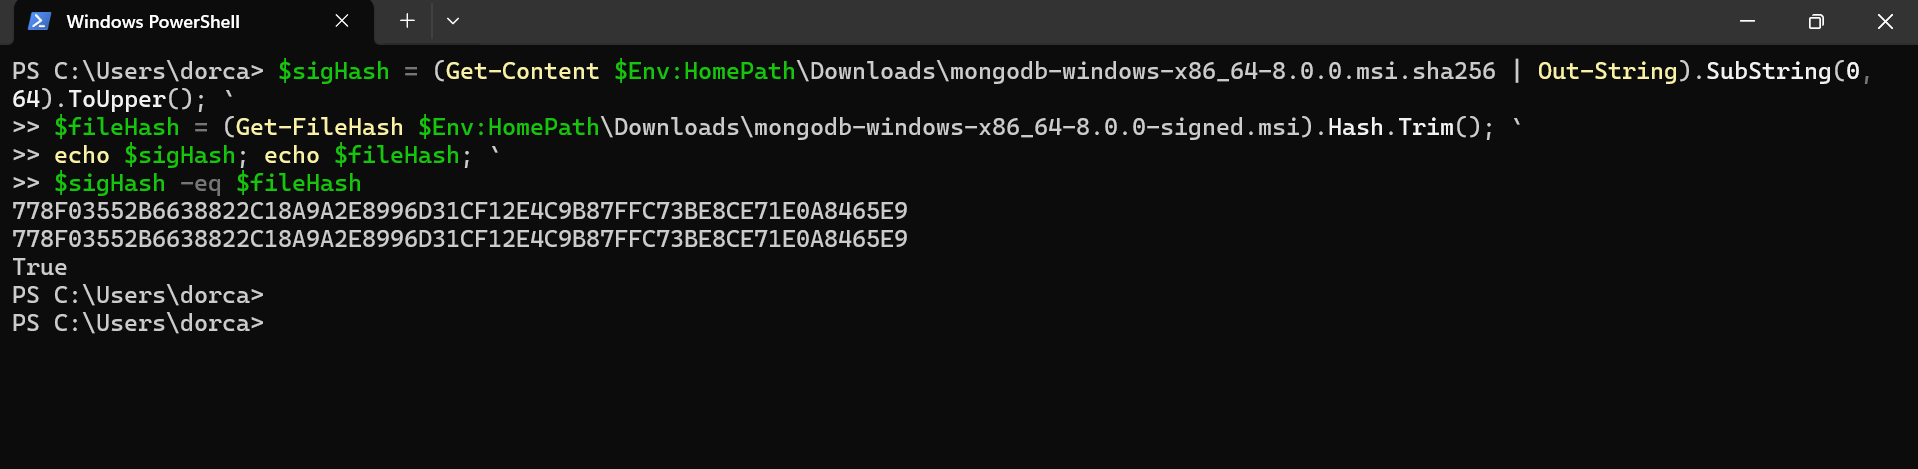 Windows PowerShell
PS C:\Users\dorca> $sigHash = (Get-Content $Env:HomePath\Downloads\mongodb-windows-x86_64-8.0.0.msi.sha256 | Out-String).SubString(0,
64).ToUpper(); `
>> $fileHash = (Get-FileHash $Env:HomePath\Downloads\mongodb-windows-x86_64-8.0.0-signed.msi).Hash.Trim(); `
>> echo $sigHash; echo $fileHash; `
>> $sigHash -eq $fileHash
778F03552B6638822C18A9A2E8996D31CF12E4C9B87FFC73BE8CE71E0A8465E9
778F03552B6638822C18A9A2E8996D31CF12E4C9B87FFC73BE8CE71E0A8465E9
True
PS C:\Users\dorca>
PS C:\Users\dorca>